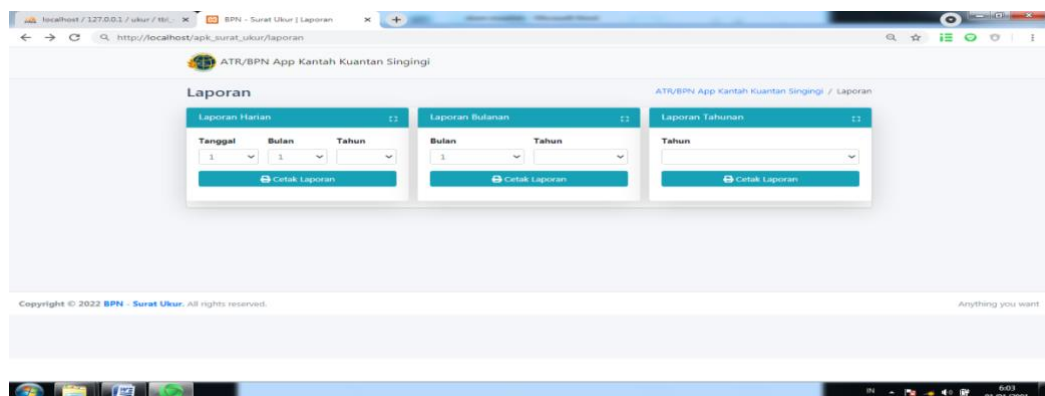 localhost / 127.0.0.1 / ukur / tbl_
BPN - Surat Ukur | Laporan
http://localhost/apk_surat_ukur/laporan
ATR/BPN App Kantah Kuantan Singingi
Laporan
ATR/BPN App Kantah Kuantan Singingi / Laporan
Laporan Harian
Tanggal Bulan Tahun
1 1
Cetak Laporan
Laporan Bulanan
Bulan Tahun
1
Cetak Laporan
Laporan Tahunan
Tahun
Cetak Laporan
Copyright © 2022 BPN - Surat Ukur. All rights reserved.
Anything you want
IN
6:03